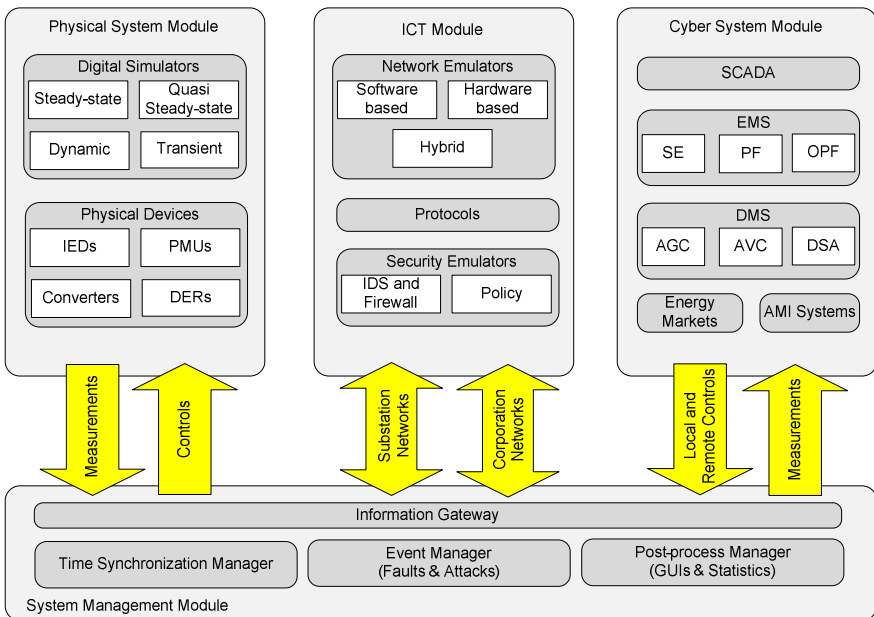 Physical System Module
Digital Simulators
Steady-state
Quasi
Steady-state
Dynamic
Transient
Physical Devices
IEDs
PMUs
Converters
DERs
ICT Module
Network Emulators
Software
based
Hardware
based
Hybrid
Protocols
Security Emulators
IDS and
Firewall
Policy
Cyber System Module
SCADA
EMS
SE
PF
OPF
DMS
AGC
AVC
DSA
Energy
Markets
AMI Systems
Measurements
Controls
Substation
Networks
Corporation
Networks
Local and
Remote Controls
Measurements
Information Gateway
Time Synchronization Manager
Event Manager
(Faults & Attacks)
Post-process Manager
(GUIs & Statistics)
System Management Module